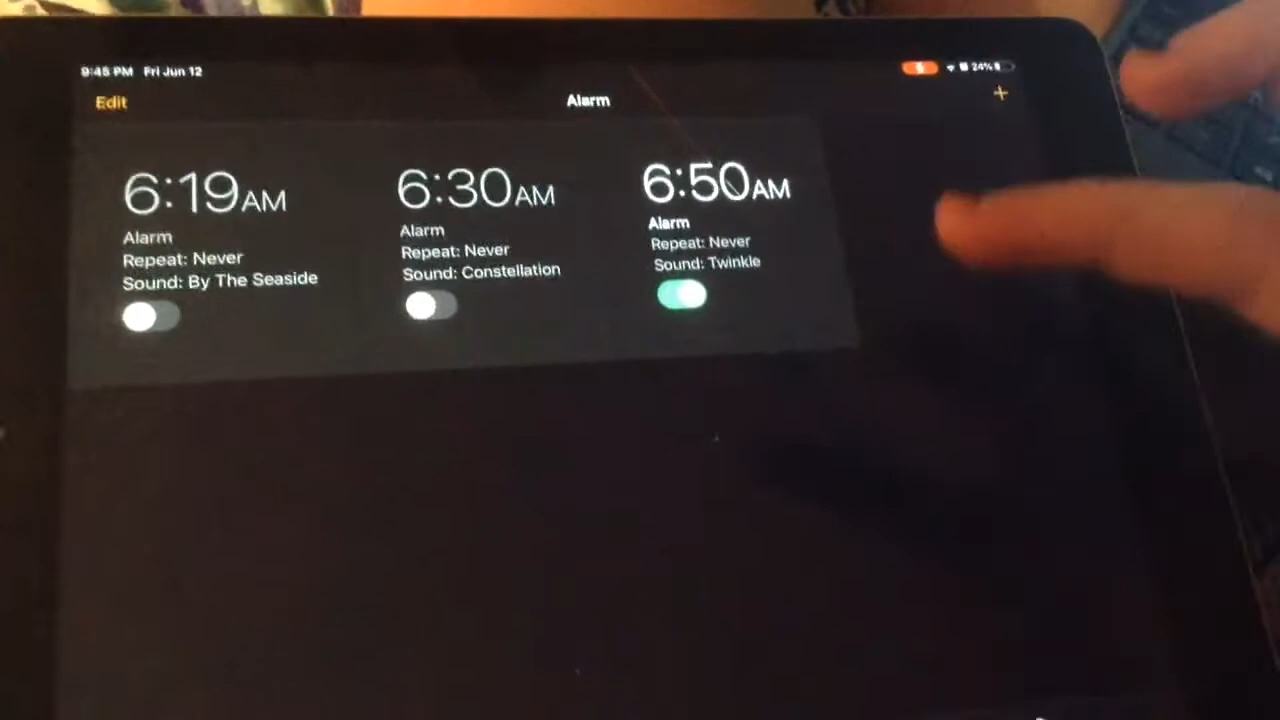 9:45 PM Fri Jun 12
24%
Edit
Alarm
+
6:19AM
Alarm
Repeat: Never
Sound: By The Seaside
6:30AM
Alarm
Repeat: Never
Sound: Constellation
6:50AM
Alarm
Repeat: Never
Sound: Twinkle